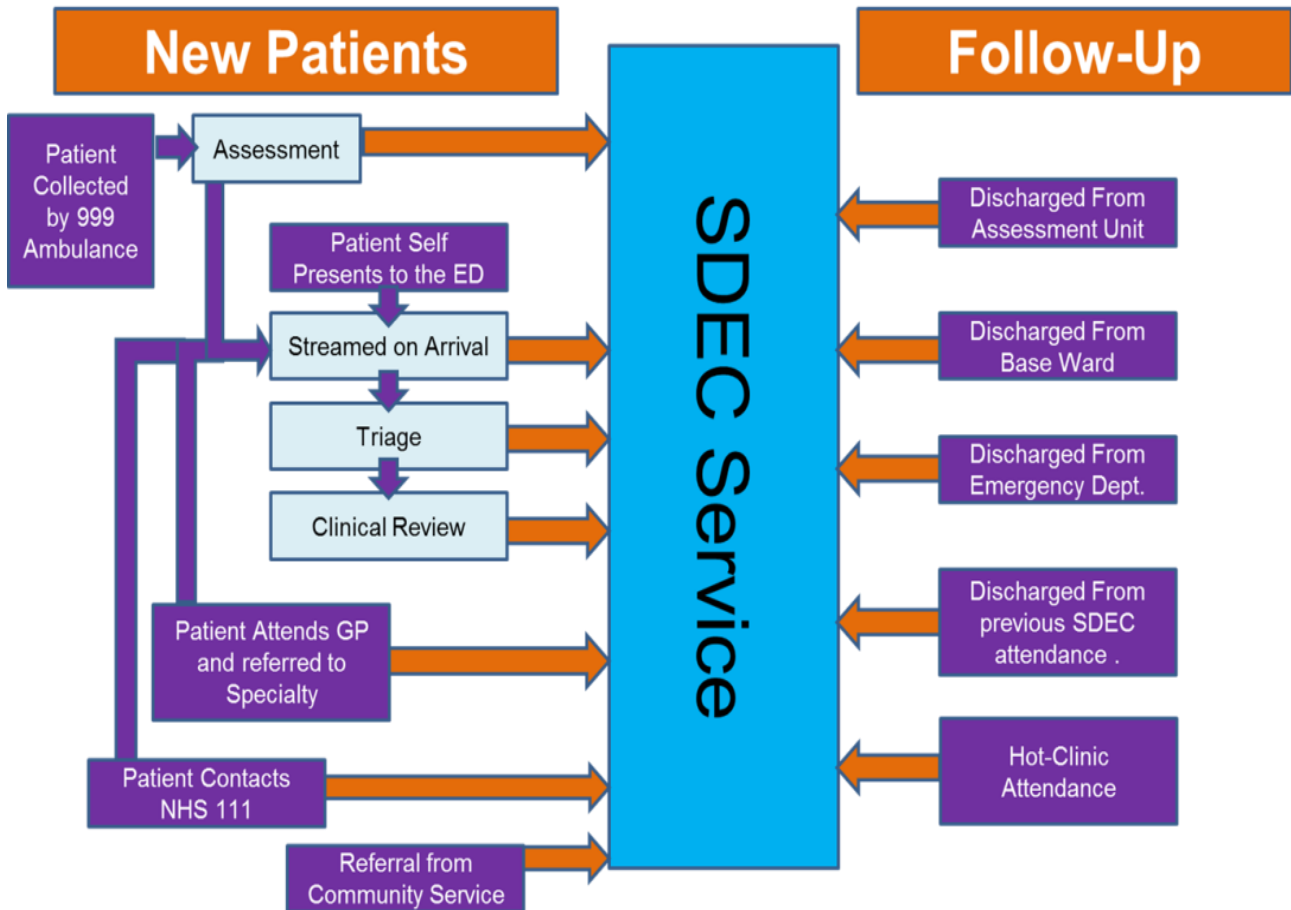 New Patients
Follow-Up
Patient
Collected
by 999
Ambulance
Assessment
Patient Self
Presents to the ED
Streamed on Arrival
Triage
Clinical Review
Patient Attends GP
and referred to
Specialty
Patient Contacts
NHS 111
Referral from
Community Service
SDEC Service
Discharged From
Assessment Unit
Discharged From
Base Ward
Discharged From
Emergency Dept.
Discharged From
previous SDEC
attendance .
Hot-Clinic
Attendance